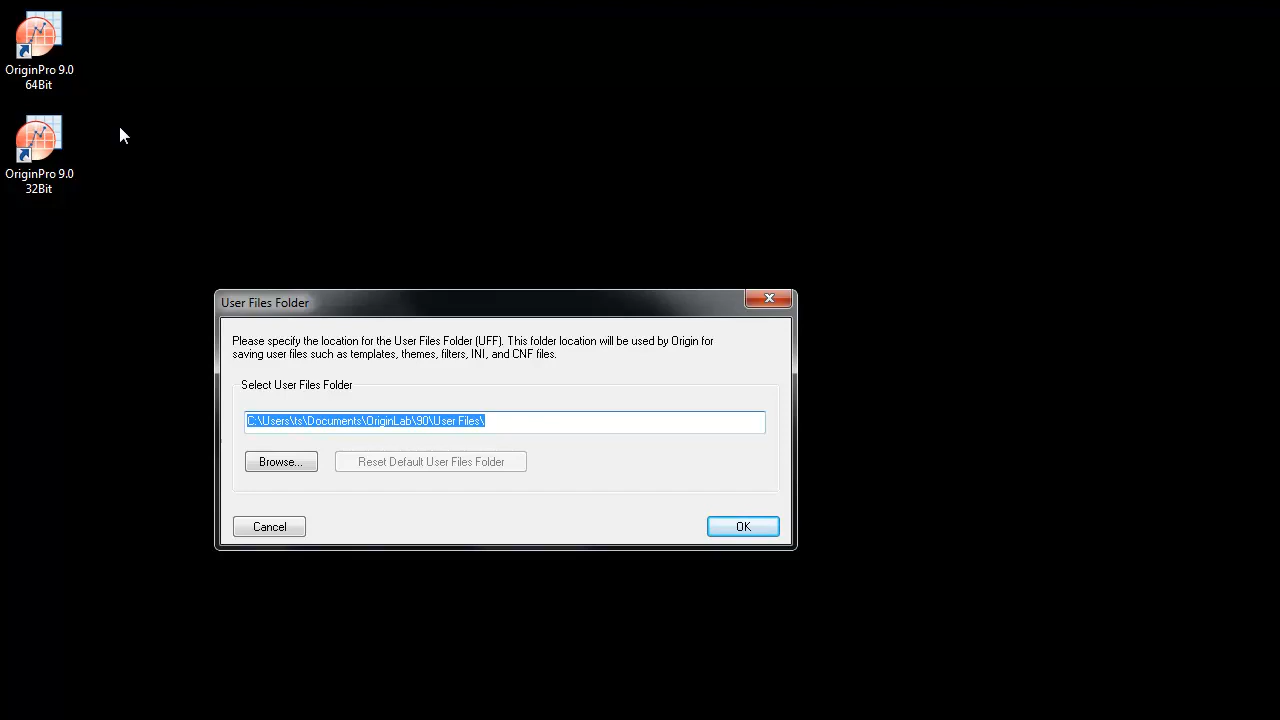 OriginPro 9.0
64Bit
OriginPro 9.0
32Bit
User Files Folder
Please specify the location for the User Files Folder (UFF). This folder location will be used by Origin for
saving user files such as templates, themes, filters, INI, and CNF files.
Select User Files Folder
C:\Users\ts\Documents\OriginLab\90\User Files\
Browse... Reset Default User Files Folder
Cancel OK